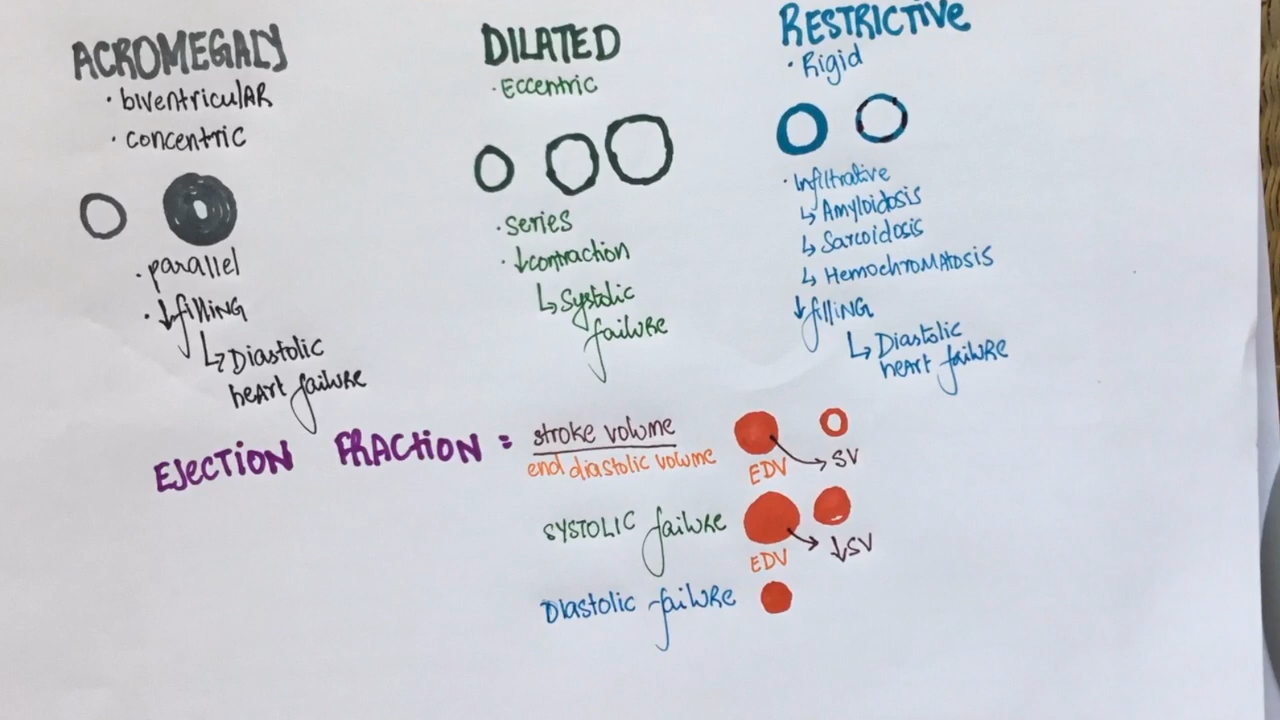 ACROMEGALY
• biventriculAR
• concentric
• parallel
• ↓filliNG
↳ Diastolic
heart failure
DILATED
• Eccentric
• series
• ↓contraction
↳ Systolic
failure
RESTRICTIVE
• Rigid
• Infiltrative
↳ Amyloidosis
↳ Sarcoidosis
↳ HemochroMAtosis
↓filliNG
↳ Diastolic
heart failure
EJECTION FRACTION = stroke volume
end diastolic volume
EDV → SV
SYSTOLIC failure
EDV → ↓SV
Diastolic failure